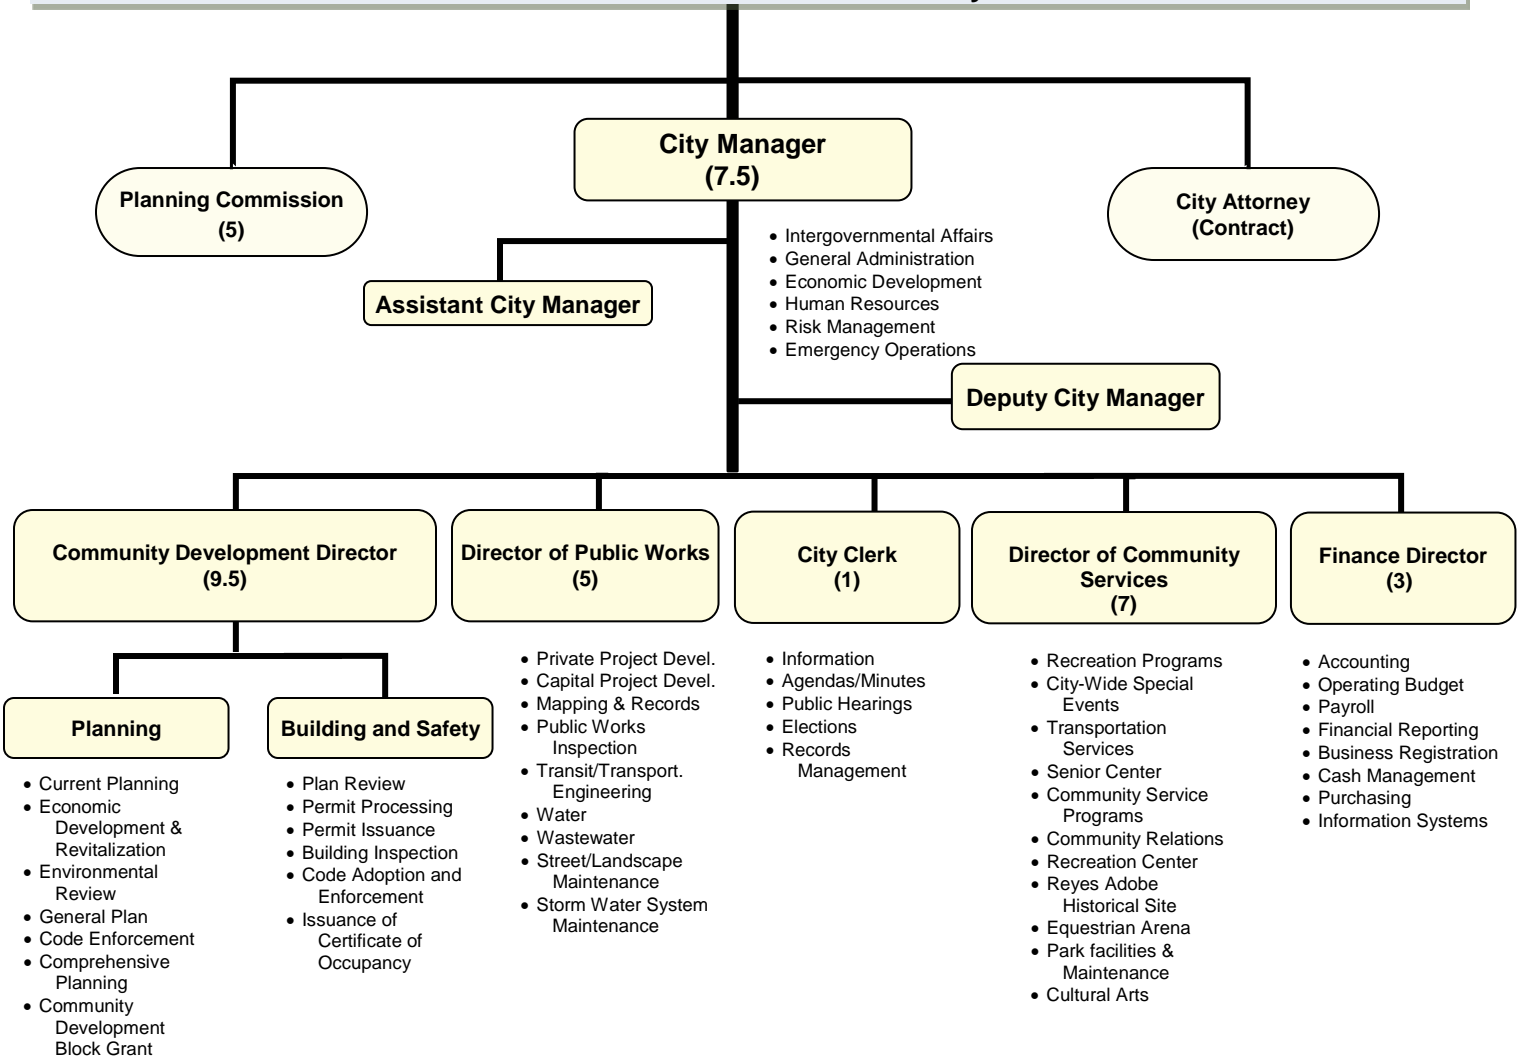 City Manager
(7.5)
Planning Commission
(5)
City Attorney
(Contract)
• Intergovernmental Affairs
• General Administration
• Economic Development
• Human Resources
• Risk Management
• Emergency Operations
Assistant City Manager
Deputy City Manager
Community Development Director
(9.5)
Director of Public Works
(5)
City Clerk
(1)
Director of Community
Services
(7)
Finance Director
(3)
Planning
• Current Planning
• Economic
Development &
Revitalization
• Environmental
Review
• General Plan
• Code Enforcement
• Comprehensive
Planning
• Community
Development
Block Grant
Building and Safety
• Plan Review
• Permit Processing
• Permit Issuance
• Building Inspection
• Code Adoption and
Enforcement
• Issuance of
Certificate of
Occupancy
• Private Project Devel.
• Capital Project Devel.
• Mapping & Records
• Public Works
Inspection
• Transit/Transport.
Engineering
• Water
• Wastewater
• Street/Landscape
Maintenance
• Storm Water System
Maintenance
• Information
• Agendas/Minutes
• Public Hearings
• Elections
• Records
Management
• Recreation Programs
• City-Wide Special
Events
• Transportation
Services
• Senior Center
• Community Service
Programs
• Community Relations
• Recreation Center
• Reyes Adobe
Historical Site
• Equestrian Arena
• Park facilities &
Maintenance
• Cultural Arts
• Accounting
• Operating Budget
• Payroll
• Financial Reporting
• Business Registration
• Cash Management
• Purchasing
• Information Systems